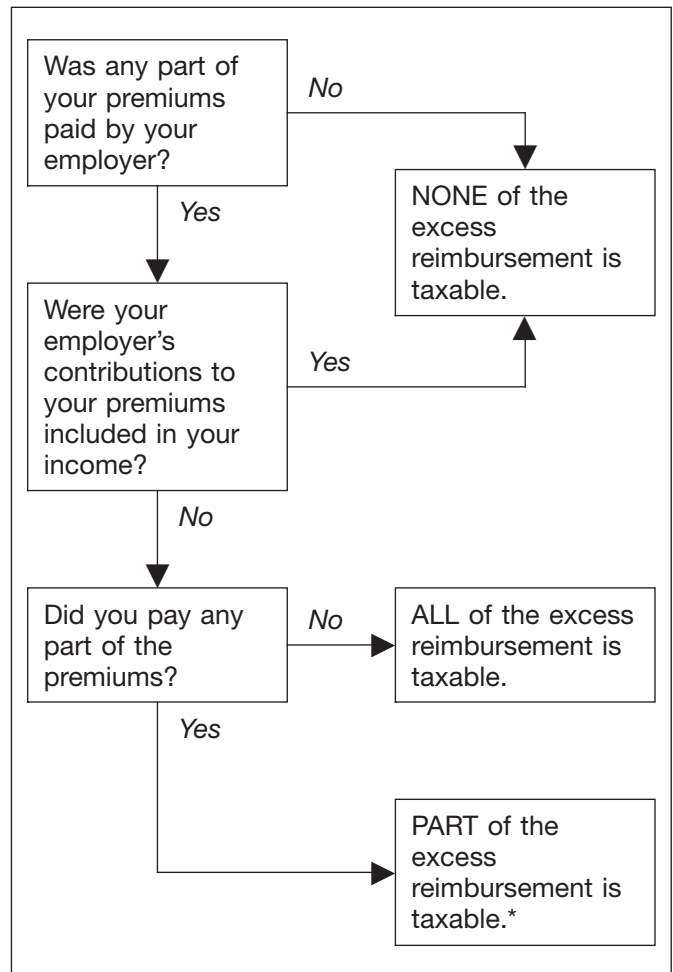 Was any part of
your premiums
paid by your
employer?
No
Yes
NONE of the
excess
reimbursement is
taxable.
Were your
employer’s
contributions to
your premiums
included in your
income?
Yes
No
Did you pay any
part of the
premiums?
No
ALL of the excess
reimbursement is
taxable.
Yes
PART of the
excess
reimbursement is
taxable.*